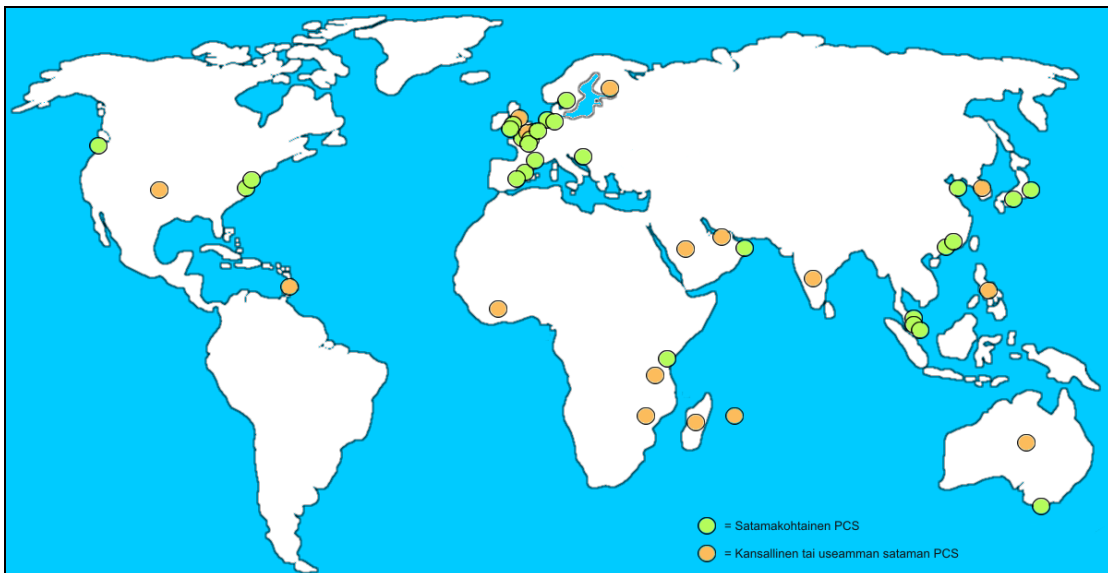 = Satamakohtainen PCS
= Kansallinen tai useamman sataman PCS